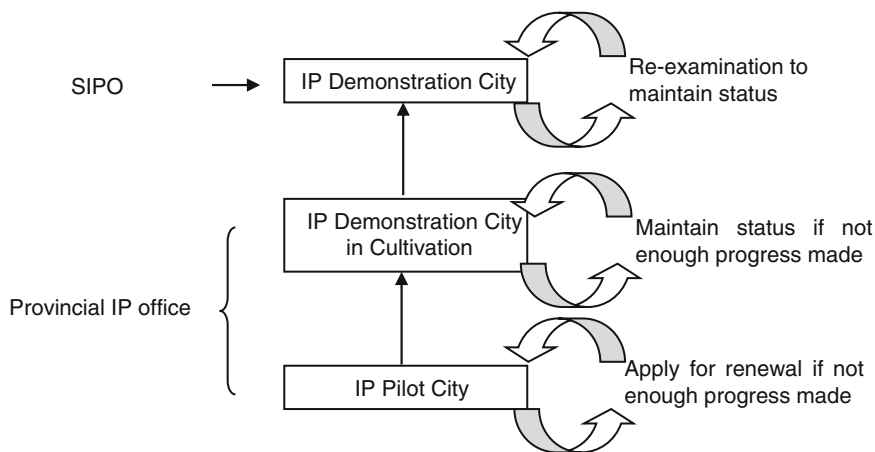 SIPO
IP Demonstration City
Re-examination to
maintain status
IP Demonstration City
in Cultivation
Maintain status if not
enough progress made
Provincial IP office
IP Pilot City
Apply for renewal if not
enough progress made